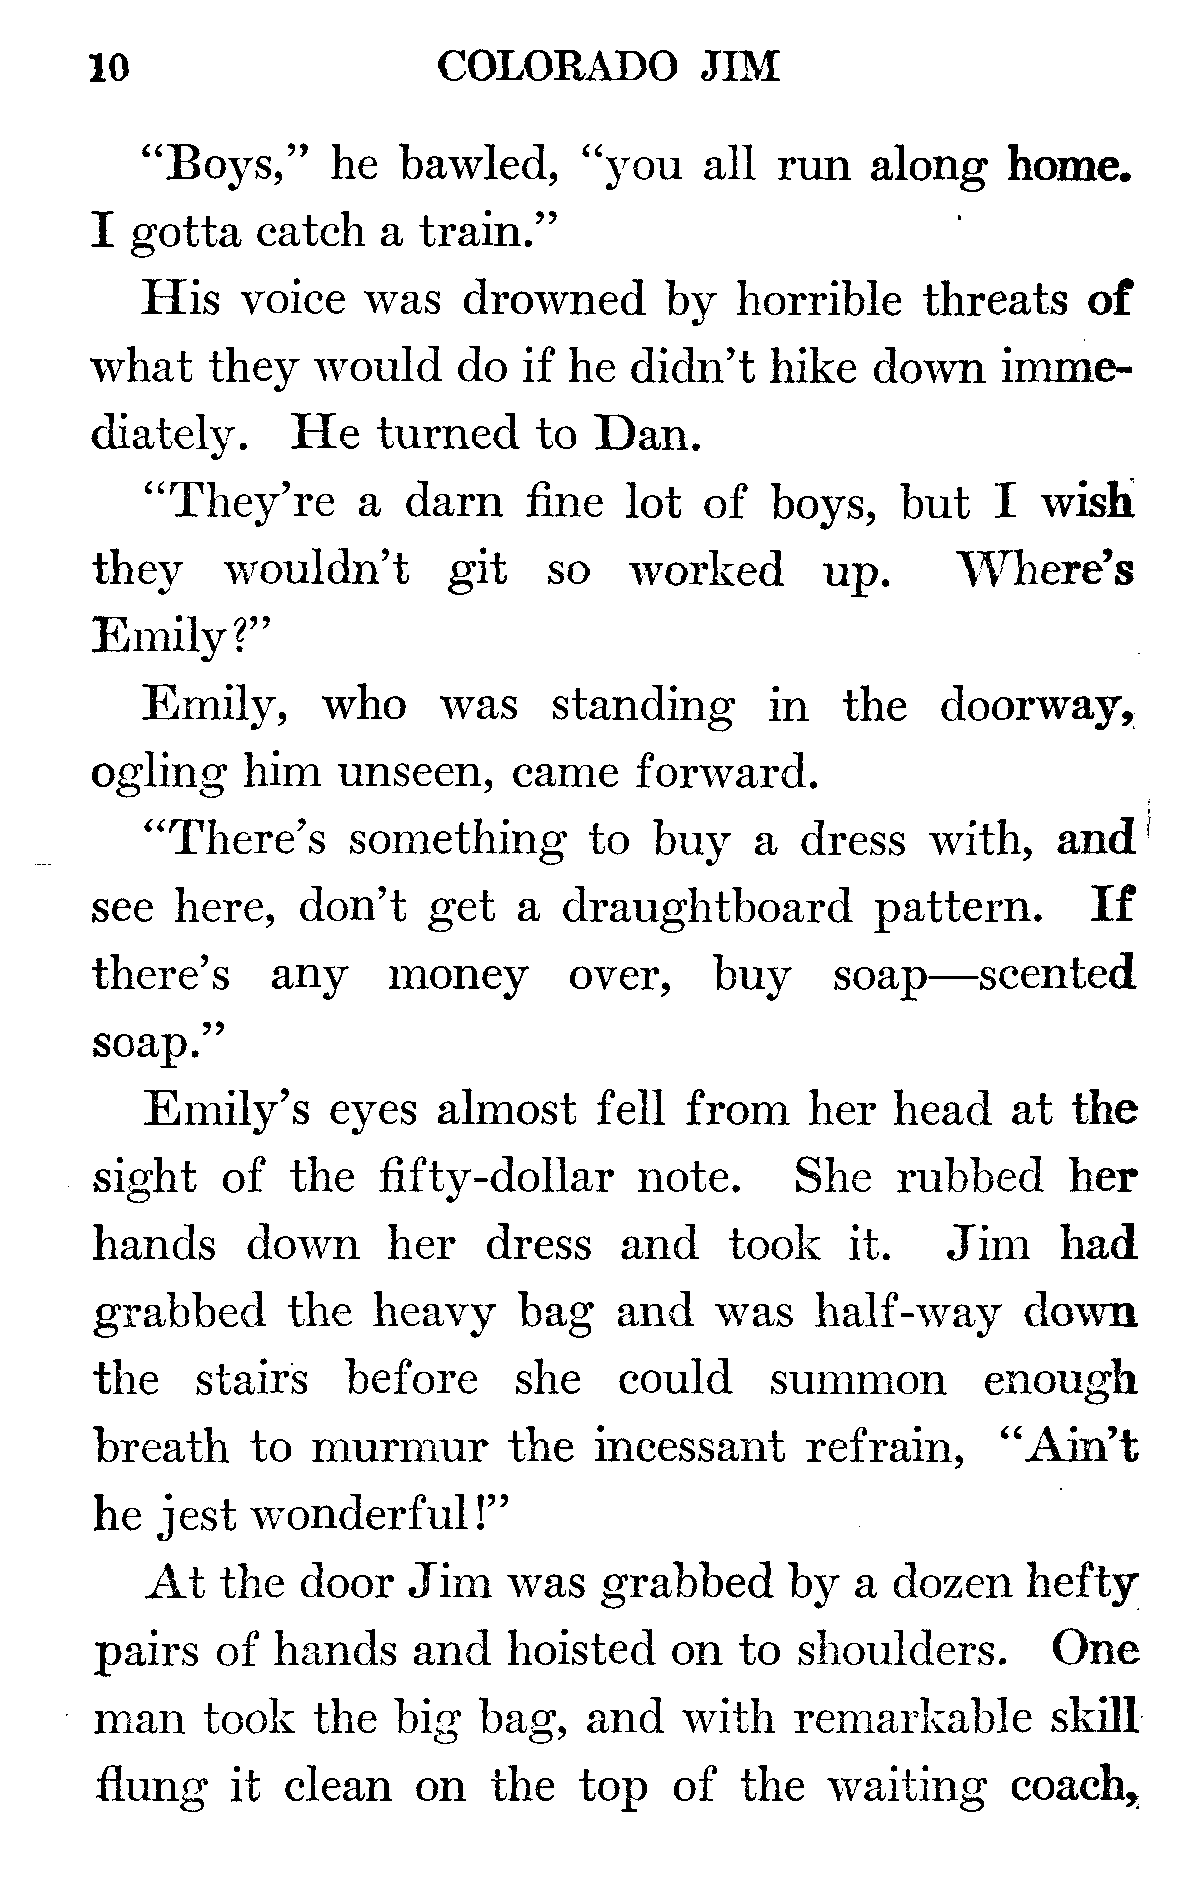 10 COLORADO JIM
“Boys,” he bawled, “you all run along home.
I gotta catch a train.”
His voice was drowned by horrible threats of
what they would do if he didn’t hike down imme-
diately. He turned to Dan.
“They’re a darn fine lot of boys, but I wish
they wouldn’t git so worked up. Where’s
Emily?”
Emily, who was standing in the doorway,
ogling him unseen, came forward.
“There’s something to buy a dress with, and
see here, don’t get a draughtboard pattern. If
there’s any money over, buy soap—scented
soap.”
Emily’s eyes almost fell from her head at the
sight of the fifty-dollar note. She rubbed her
hands down her dress and took it. Jim had
grabbed the heavy bag and was half-way down
the stairs before she could summon enough
breath to murmur the incessant refrain, “Ain’t
he jest wonderful!”
At the door Jim was grabbed by a dozen hefty
pairs of hands and hoisted on to shoulders. One
man took the big bag, and with remarkable skill
flung it clean on the top of the waiting coach,